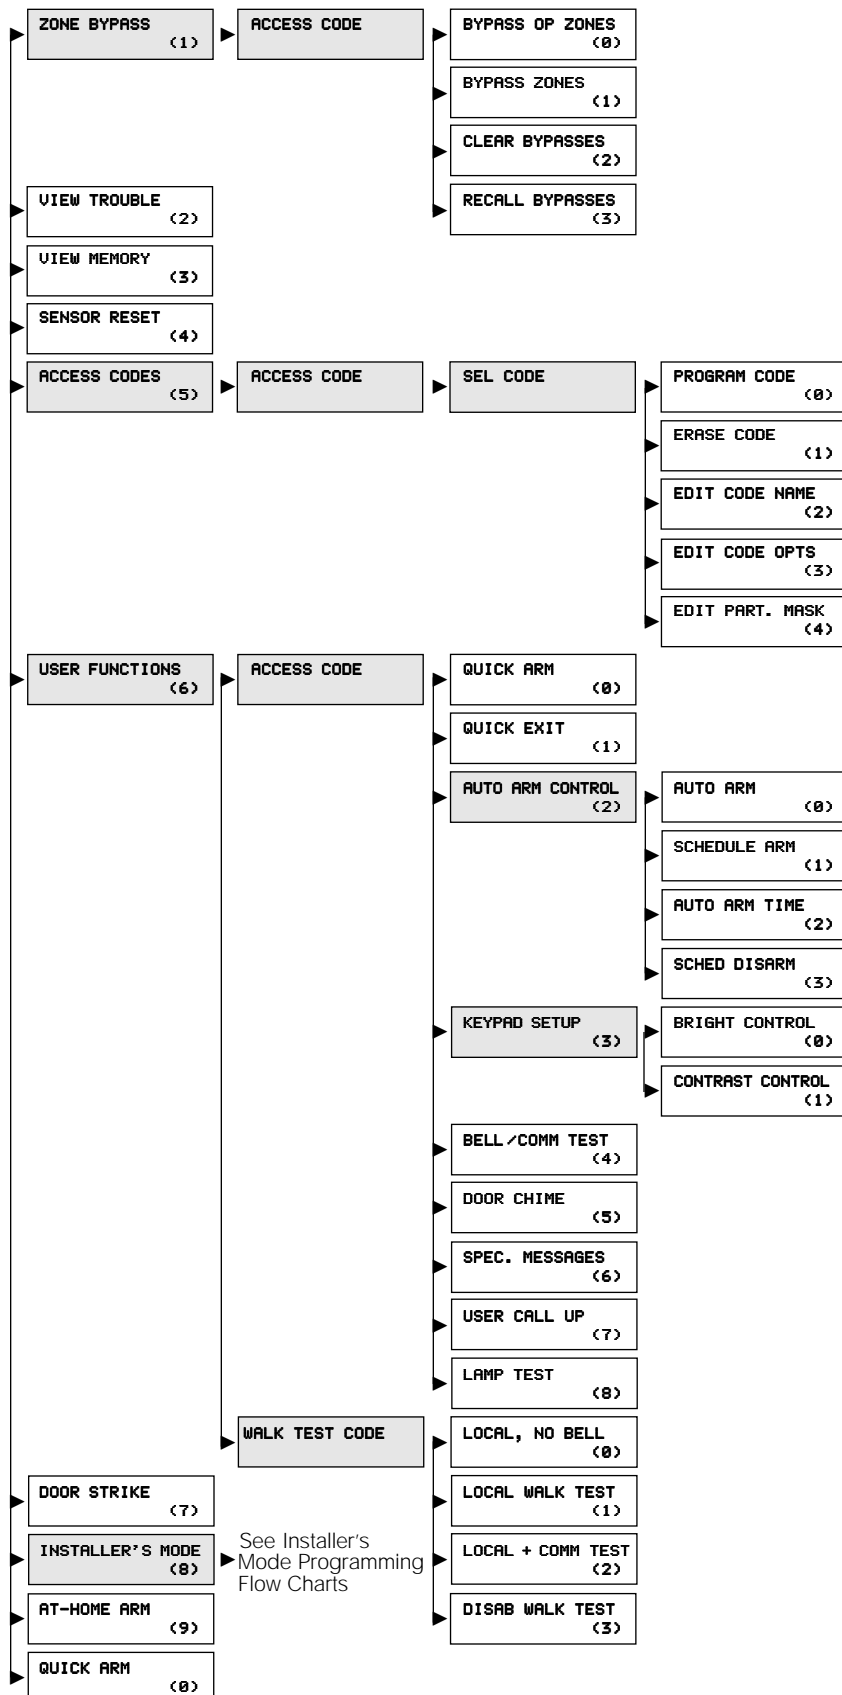 ZONE BYPASS
(1)
ACCESS CODE
BYPASS OP ZONES
(0)
BYPASS ZONES
(1)
CLEAR BYPASSES
(2)
RECALL BYPASSES
(3)
VIEW TROUBLE
(2)
VIEW MEMORY
(3)
SENSOR RESET
(4)
ACCESS CODES
(5)
ACCESS CODE
SEL CODE
PROGRAM CODE
(0)
ERASE CODE
(1)
EDIT CODE NAME
(2)
EDIT CODE OPTS
(3)
EDIT PART. MASK
(4)
USER FUNCTIONS
(6)
ACCESS CODE
QUICK ARM
(0)
QUICK EXIT
(1)
AUTO ARM CONTROL
(2)
AUTO ARM
(0)
SCHEDULE ARM
(1)
AUTO ARM TIME
(2)
SCHED DISARM
(3)
KEYPAD SETUP
(3)
BRIGHT CONTROL
(0)
CONTRAST CONTROL
(1)
BELL/COMM TEST
(4)
DOOR CHIME
(5)
SPEC. MESSAGES
(6)
USER CALL UP
(7)
LAMP TEST
(8)
WALK TEST CODE
LOCAL, NO BELL
(0)
LOCAL WALK TEST
(1)
LOCAL + COMM TEST
(2)
DISAB WALK TEST
(3)
DOOR STRIKE
(7)
INSTALLER'S MODE
(8)
See Installer's
Mode Programming
Flow Charts
AT-HOME ARM
(9)
QUICK ARM
(0)